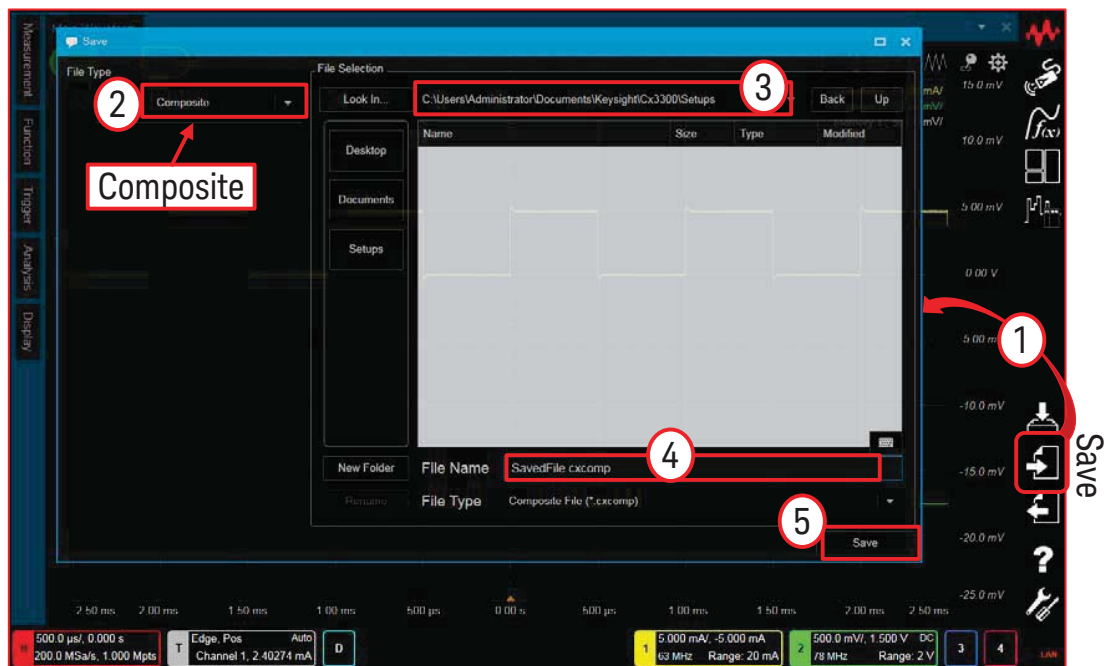 Save
File Type
File Selection
2
Composite
Composite
Look In...
C:\Users\Administrator\Documents\Keysight\Cx3300\Setups
3
Back
Up
Name
Size
Type
Modified
Desktop
Documents
Setups
New Folder
File Name
SavedFile.cxcomp
4
Rename
File Type
Composite File (*.cxcomp)
5
Save
1
Save
Measurement
Function
Trigger
Analysis
Display
mA/
mV/
mV/
f(x)
15.0 mV
10.0 mV
5.00 mV
0.00 V
-10.0 mV
-15.0 mV
-20.0 mV
-25.0 mV
?
2.50 ms
2.00 ms
1.50 ms
1.00 ms
500 µs
0.00 s
500 µs
1.00 ms
1.50 ms
2.00 ms
2.50 ms
H
500.0 µs/, 0.000 s
200.0 MSa/s, 1.000 Mpts
T
Edge, Pos
Auto
Channel 1, 2.40274 mA
D
1
5.000 mA/, -5.000 mA
63 MHz
Range: 20 mA
2
500.0 mV/, 1.500 V
DC
78 MHz
Range: 2 V
3
4
LAN